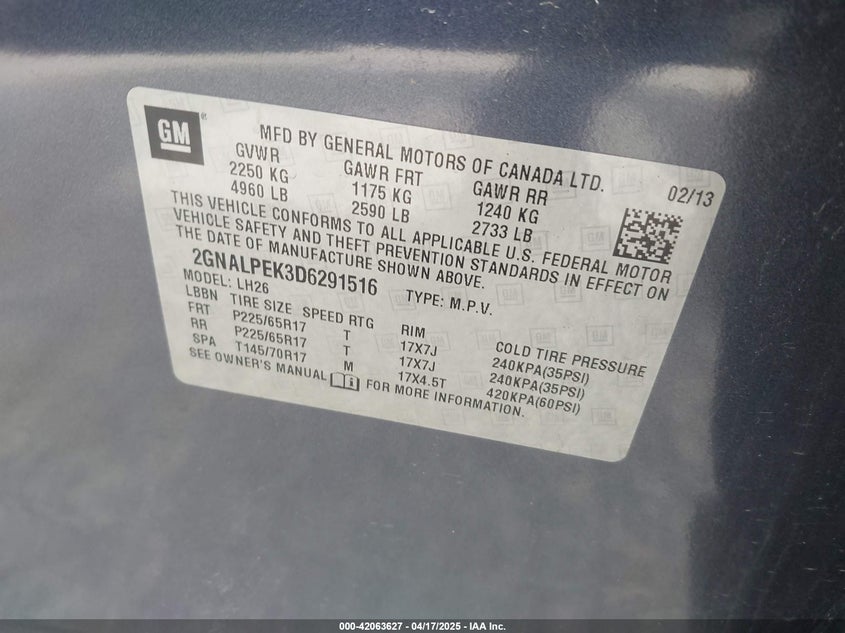 GM®
MFD BY GENERAL MOTORS OF CANADA LTD. 02/13
GVWR GAWR FRT GAWR RR
2250 KG 1175 KG 1240 KG
4960 LB 2590 LB 2733 LB
THIS VEHICLE CONFORMS TO ALL APPLICABLE U.S. FEDERAL MOTOR
VEHICLE SAFETY AND THEFT PREVENTION STANDARDS IN EFFECT ON
THE DATE OF MANUFACTURE SHOWN ABOVE.
2GNALPEK3D6291516 TYPE: M.P.V.
MODEL: LH26
LBBN TIRE SIZE SPEED RTG RIM COLD TIRE PRESSURE
FRT P225/65R17 T 17X7J 240KPA(35PSI)
RR P225/65R17 T 17X7J 240KPA(35PSI)
SPA T145/70R17 M 17X4.5T 420KPA(60PSI)
SEE OWNER'S MANUAL FOR MORE INFORMATION.
000-42063627 - 04/17/2025 - IAA Inc.